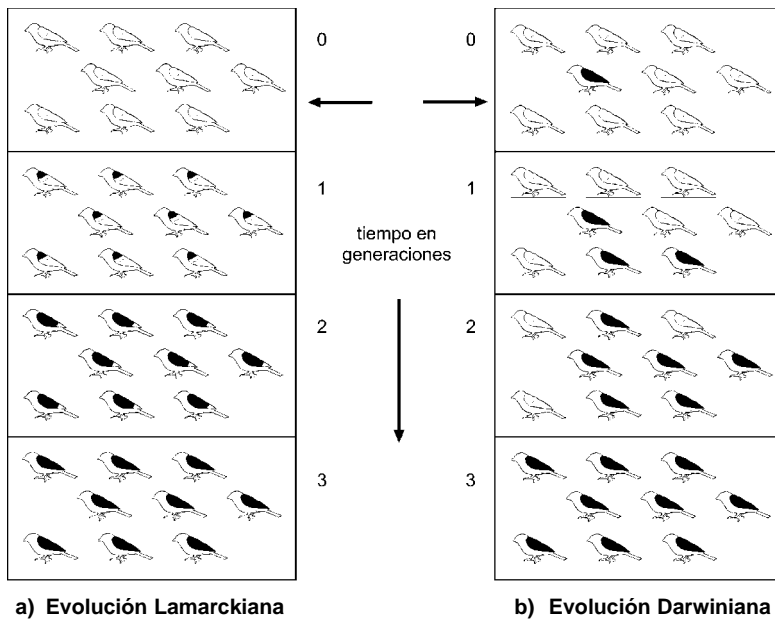 0
0
1
1
tiempo en
generaciones
2
2
3
3
a) Evolución Lamarckiana
b) Evolución Darwiniana